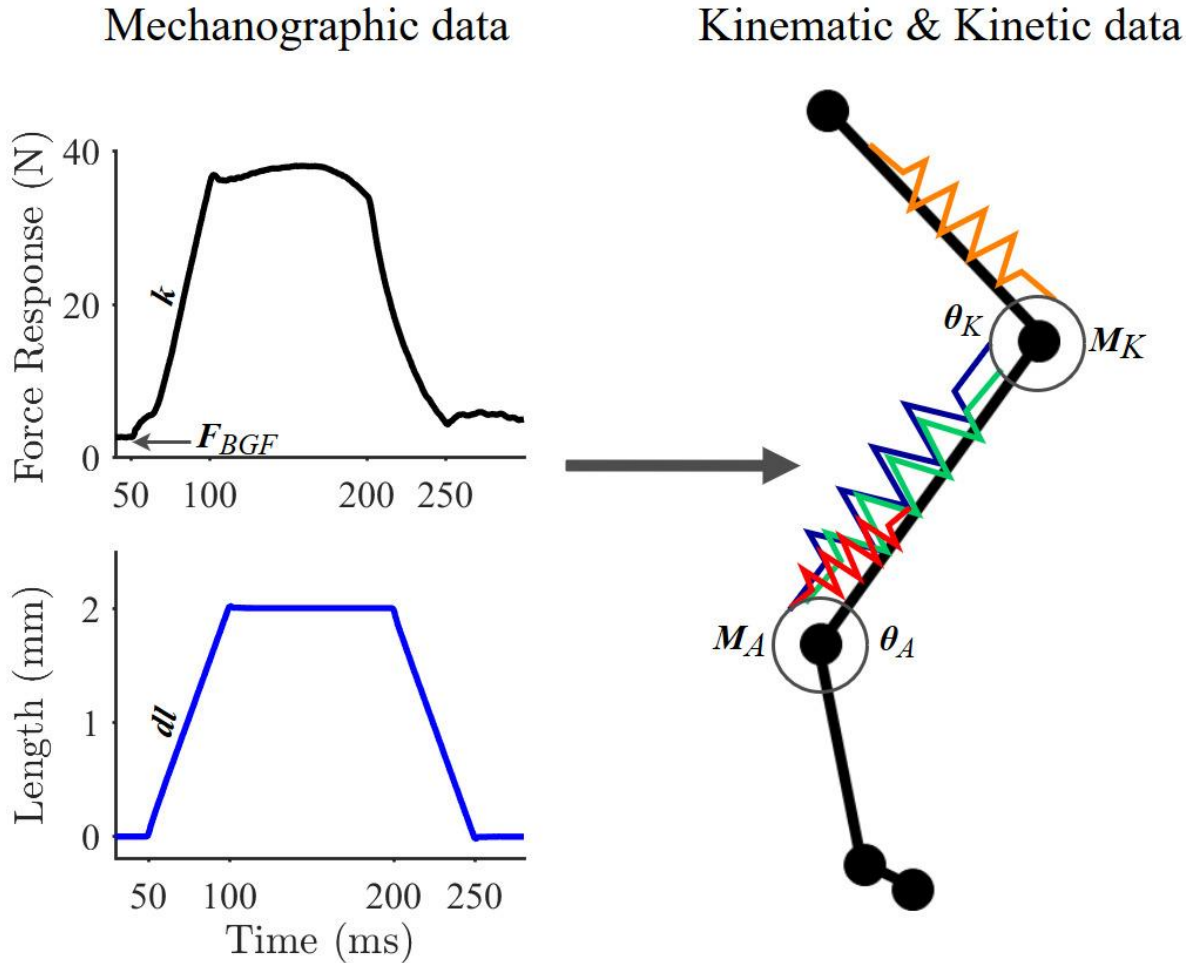 Mechanographic data
Kinematic & Kinetic data
Force Response (N)
40
20
0
k
F_BGF
50 100 200 250
Length (mm)
2
1
0
dl
50 100 200 250
Time (ms)
θ_K
M_K
M_A
θ_A